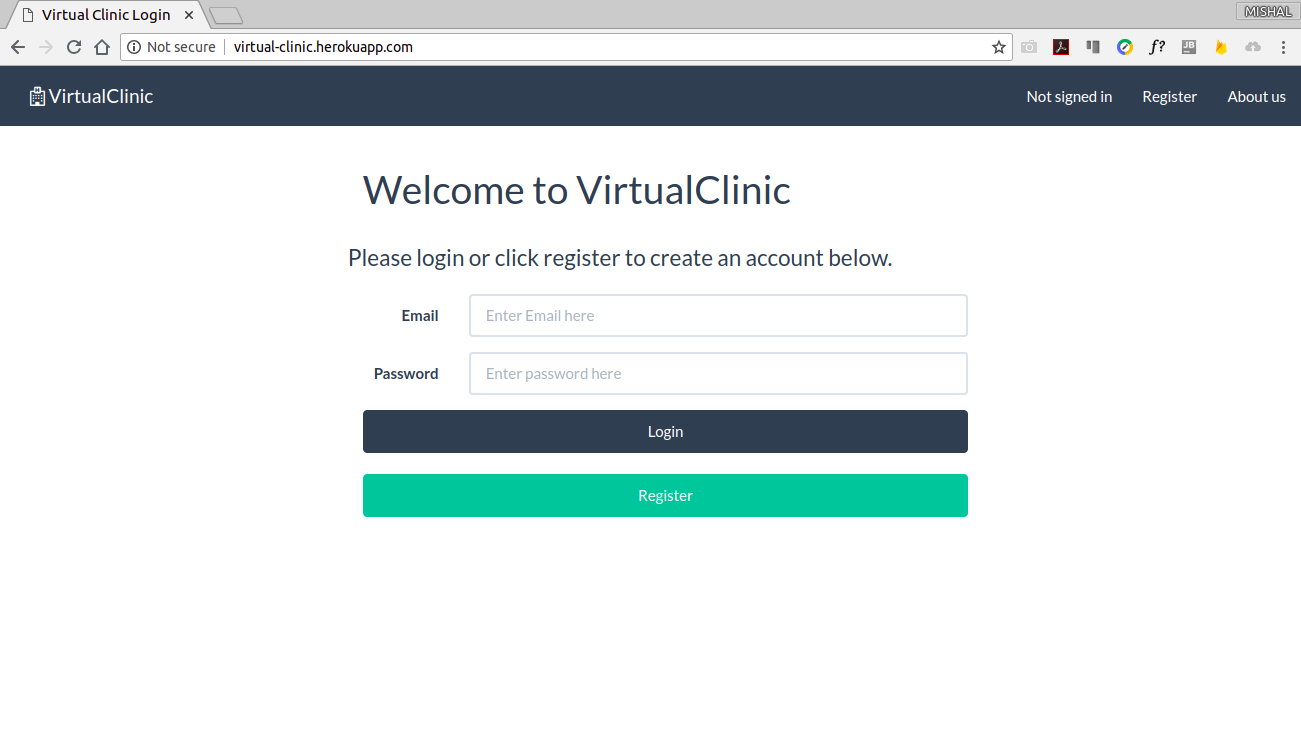 Virtual Clinic Login
MISHAL
Not secure virtual-clinic.herokuapp.com f? JB
VirtualClinic Not signed in Register About us
Welcome to VirtualClinic
Please login or click register to create an account below.
Email Enter Email here
Password Enter password here
Login
Register